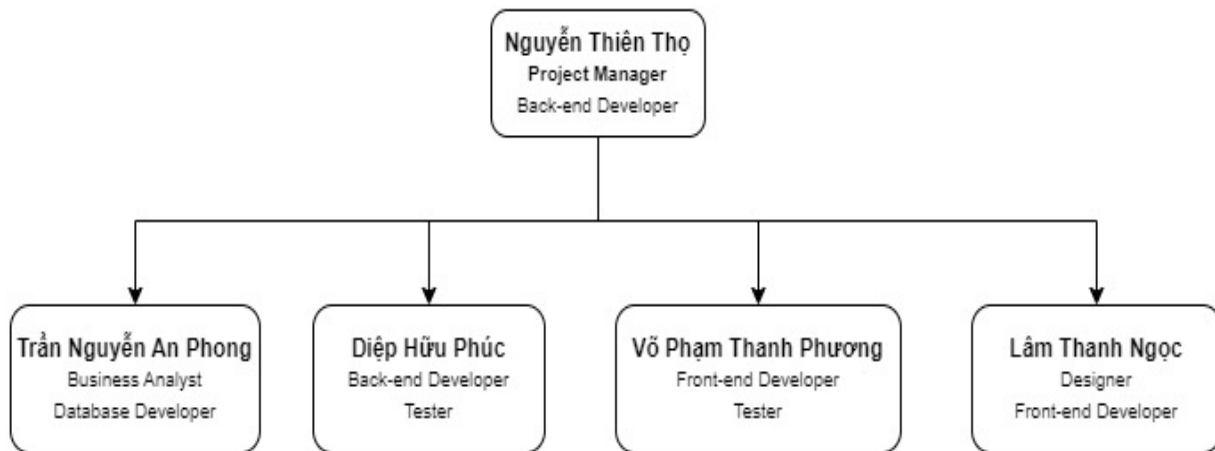 Nguyễn Thiên Thọ
Project Manager
Back-end Developer
Trần Nguyễn An Phong
Business Analyst
Database Developer
Diệp Hữu Phúc
Back-end Developer
Tester
Võ Phạm Thanh Phương
Front-end Developer
Tester
Lâm Thanh Ngọc
Designer
Front-end Developer